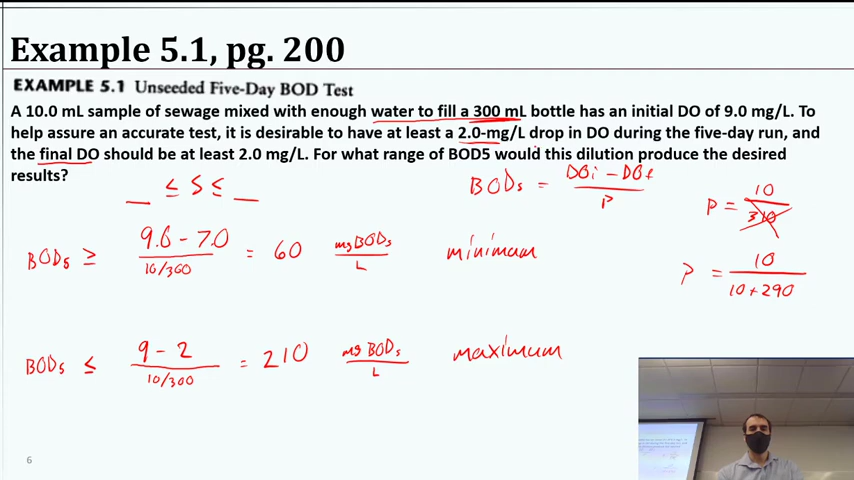 Example 5.1, pg. 200
EXAMPLE 5.1 Unseeded Five-Day BOD Test
A 10.0 mL sample of sewage mixed with enough water to fill a 300 mL bottle has an initial DO of 9.0 mg/L. To
help assure an accurate test, it is desirable to have at least a 2.0-mg/L drop in DO during the five-day run, and
the final DO should be at least 2.0 mg/L. For what range of BOD5 would this dilution produce the desired
results?
_ ≤ 5 ≤ _
BOD5 = DOi - DOf / P
P = 10 / 310
BOD5 ≥ 9.0 - 7.0 / 10/300 = 60 mg BOD5 / L minimum
P = 10 / 10+290
BOD5 ≤ 9 - 2 / 10/300 = 210 mg BOD5 / L maximum
6